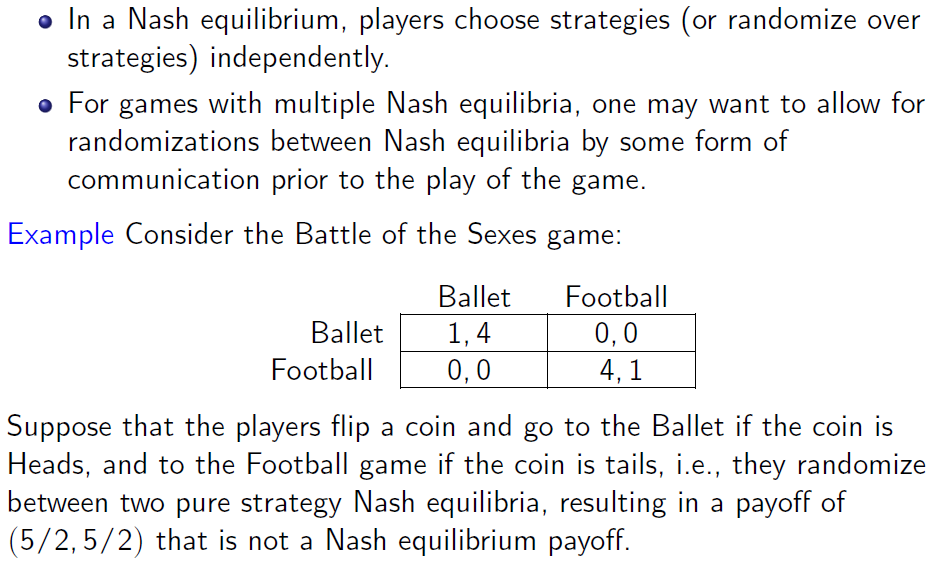 In a Nash equilibrium, players choose strategies (or randomize over
strategies) independently.
For games with multiple Nash equilibria, one may want to allow for
randomizations between Nash equilibria by some form of
communication prior to the play of the game.
Example Consider the Battle of the Sexes game:
Ballet Football
Ballet 1, 4 0, 0
Football 0, 0 4, 1
Suppose that the players flip a coin and go to the Ballet if the coin is
Heads, and to the Football game if the coin is tails, i.e., they randomize
between two pure strategy Nash equilibria, resulting in a payoff of
(5/2, 5/2) that is not a Nash equilibrium payoff.